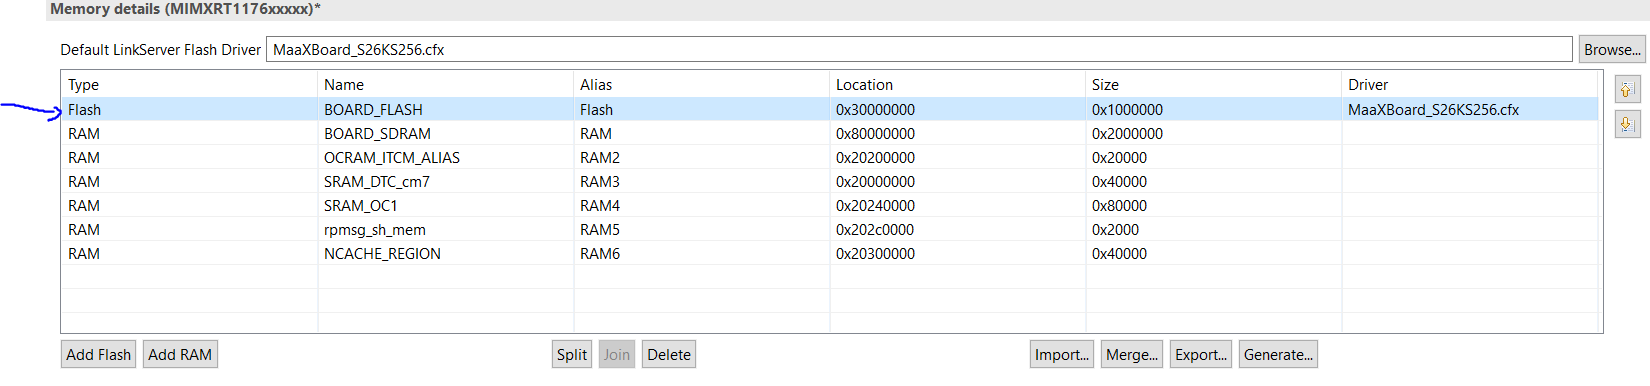 Memory details (MIMXRT1176xxxxx)*
Default LinkServer Flash Driver MaaXBoard_S26KS256.cfx Browse...
Type Name Alias Location Size Driver
Flash BOARD_FLASH Flash 0x30000000 0x1000000 MaaXBoard_S26KS256.cfx
RAM BOARD_SDRAM RAM 0x80000000 0x2000000
RAM OCRAM_ITCM_ALIAS RAM2 0x20200000 0x20000
RAM SRAM_DTC_cm7 RAM3 0x20000000 0x40000
RAM SRAM_OC1 RAM4 0x20240000 0x80000
RAM rpmsg_sh_mem RAM5 0x202c0000 0x2000
RAM NCACHE_REGION RAM6 0x20300000 0x40000
Add Flash Add RAM Split Join Delete Import... Merge... Export... Generate...